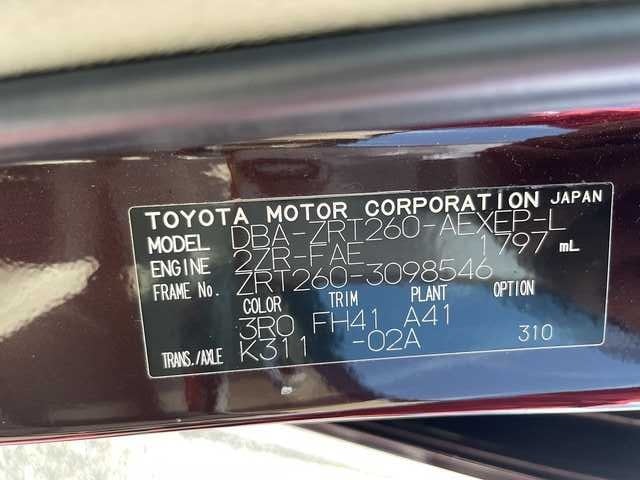 TOYOTA MOTOR CORPORATION JAPAN
MODEL DBA-ZRT260-AEXEP-L
ENGINE 2ZR-FAE 1797 mL
FRAME No. ZRT260-3098546
COLOR TRIM PLANT OPTION
3R0 FH41 A41
TRANS./AXLE K311 -02A 310